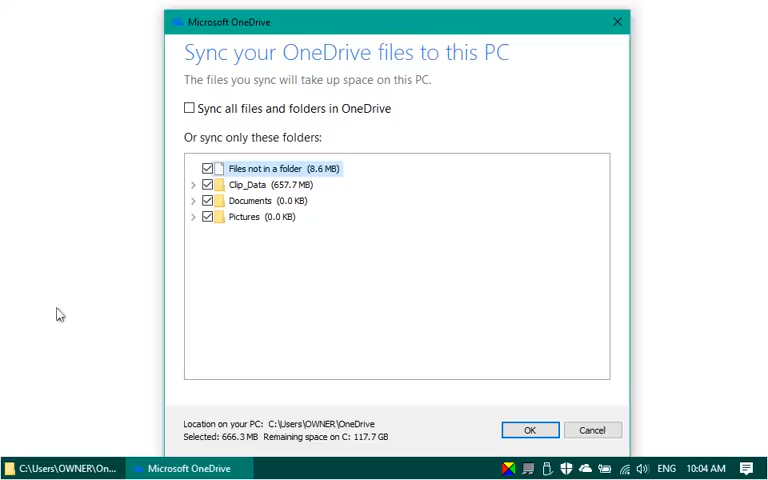 Microsoft OneDrive
Sync your OneDrive files to this PC
The files you sync will take up space on this PC.
Sync all files and folders in OneDrive
Or sync only these folders:
Files not in a folder (8.6 MB)
Clip_Data (657.7 MB)
Documents (0.0 KB)
Pictures (0.0 KB)
Location on your PC: C:\Users\OWNER\OneDrive
Selected: 666.3 MB Remaining space on C: 117.7 GB
OK
Cancel
C:\Users\OWNER\On...
Microsoft OneDrive
ENG
10:04 AM